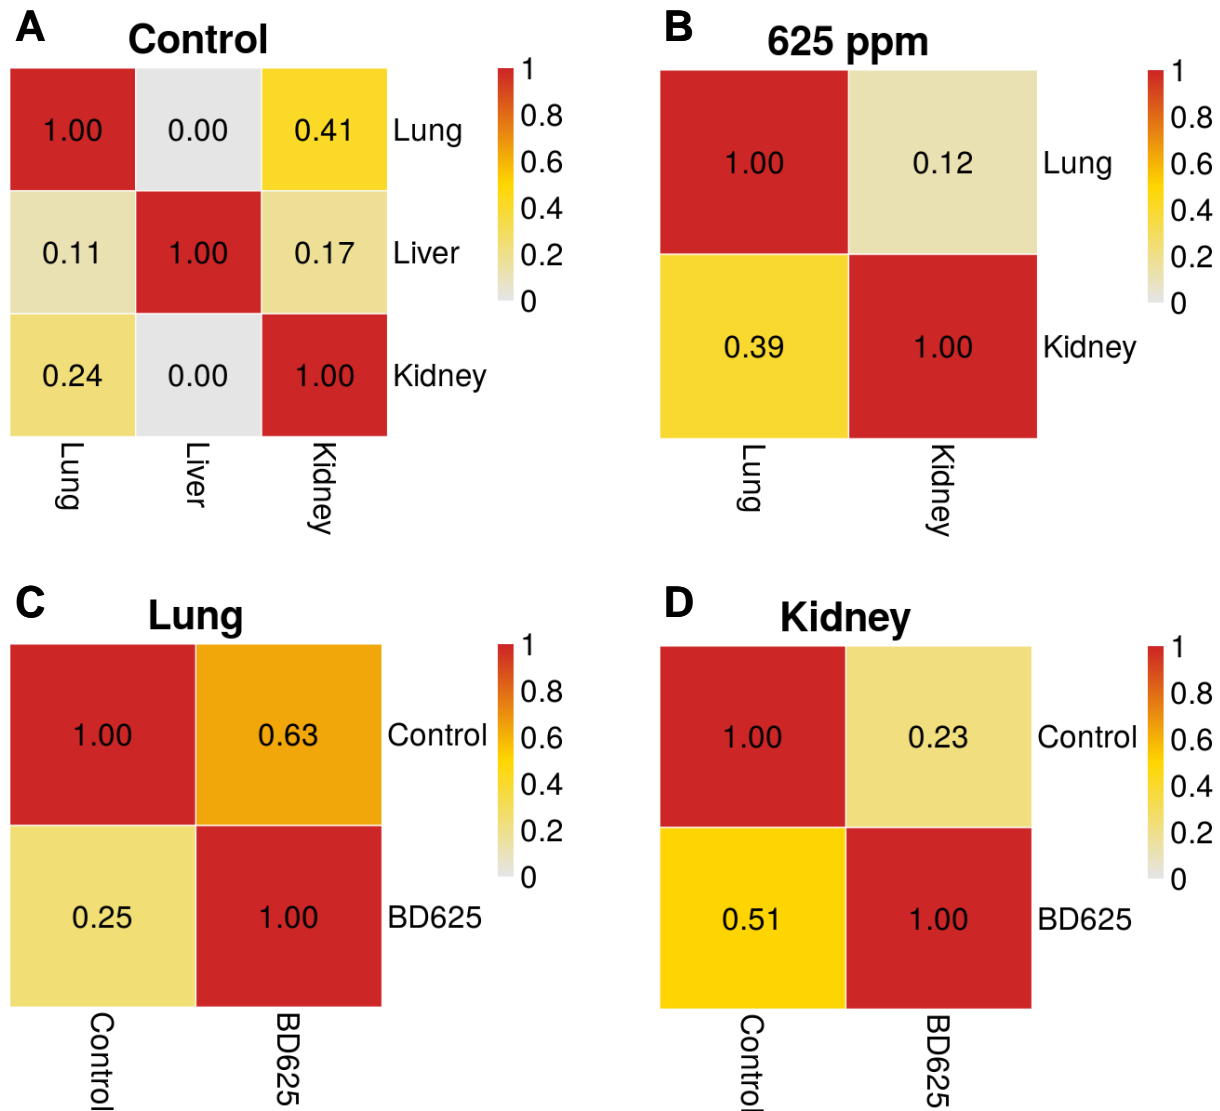 A
Control
1.00 0.00 0.41 Lung
0.11 1.00 0.17 Liver
0.24 0.00 1.00 Kidney
Lung Liver Kidney
1
0.8
0.6
0.4
0.2
0
B
625 ppm
1.00 0.12 Lung
0.39 1.00 Kidney
Lung Kidney
1
0.8
0.6
0.4
0.2
0
C
Lung
1.00 0.63 Control
0.25 1.00 BD625
Control BD625
1
0.8
0.6
0.4
0.2
0
D
Kidney
1.00 0.23 Control
0.51 1.00 BD625
Control BD625
1
0.8
0.6
0.4
0.2
0